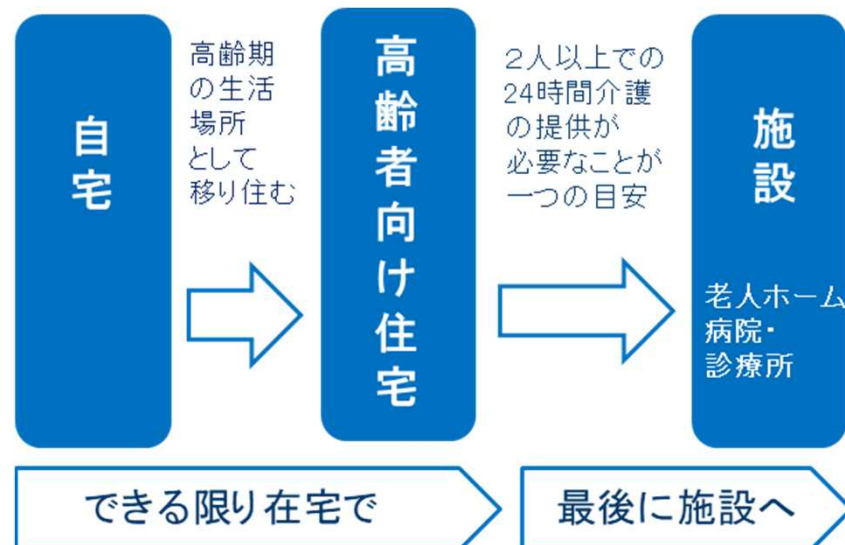 自宅
高齢期
の生活
場所
として
移り住む
高齢者向け住宅
２人以上での
24時間介護
の提供が
必要なことが
一つの目安
施設
老人ホーム
病院・
診療所
できる限り在宅で
最後に施設へ